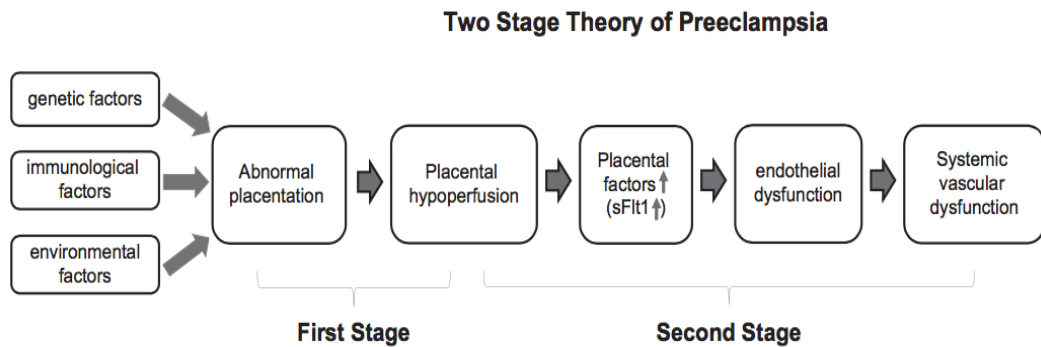 Two Stage Theory of Preeclampsia
genetic factors
immunological
factors
environmental
factors
Abnormal
placentation
Placental
hypoperfusion
Placental
factors↑
(sFlt1↑)
endothelial
dysfunction
Systemic
vascular
dysfunction
First Stage
Second Stage